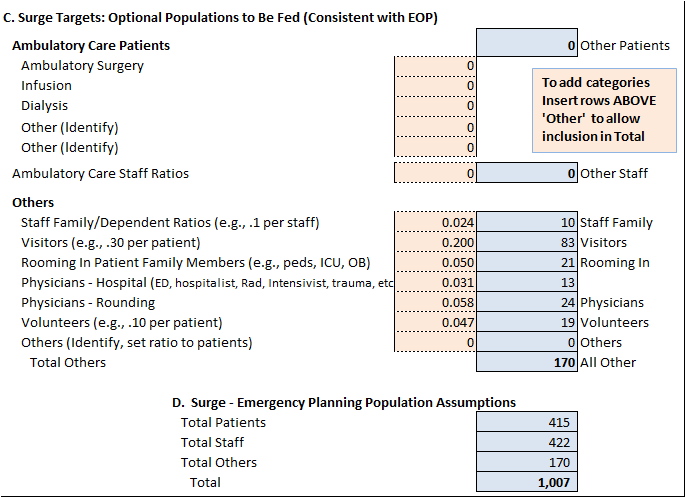 C. Surge Targets: Optional Populations to Be Fed (Consistent with EOP)
Ambulatory Care Patients 0 Other Patients
Ambulatory Surgery 0
Infusion 0
Dialysis 0
Other (Identify) 0
Other (Identify) 0
To add categories
Insert rows ABOVE
'Other' to allow
inclusion in Total
Ambulatory Care Staff Ratios 0 0 Other Staff
Others
Staff Family/Dependent Ratios (e.g., .1 per staff) 0.024 10 Staff Family
Visitors (e.g., .30 per patient) 0.200 83 Visitors
Rooming In Patient Family Members (e.g., peds, ICU, OB) 0.050 21 Rooming In
Physicians - Hospital (ED, hospitalist, Rad, Intensivist, trauma, etc 0.031 13
Physicians - Rounding 0.058 24 Physicians
Volunteers (e.g., .10 per patient) 0.047 19 Volunteers
Others (Identify, set ratio to patients) 0 0 Others
Total Others 170 All Other
D. Surge - Emergency Planning Population Assumptions
Total Patients 415
Total Staff 422
Total Others 170
Total 1,007